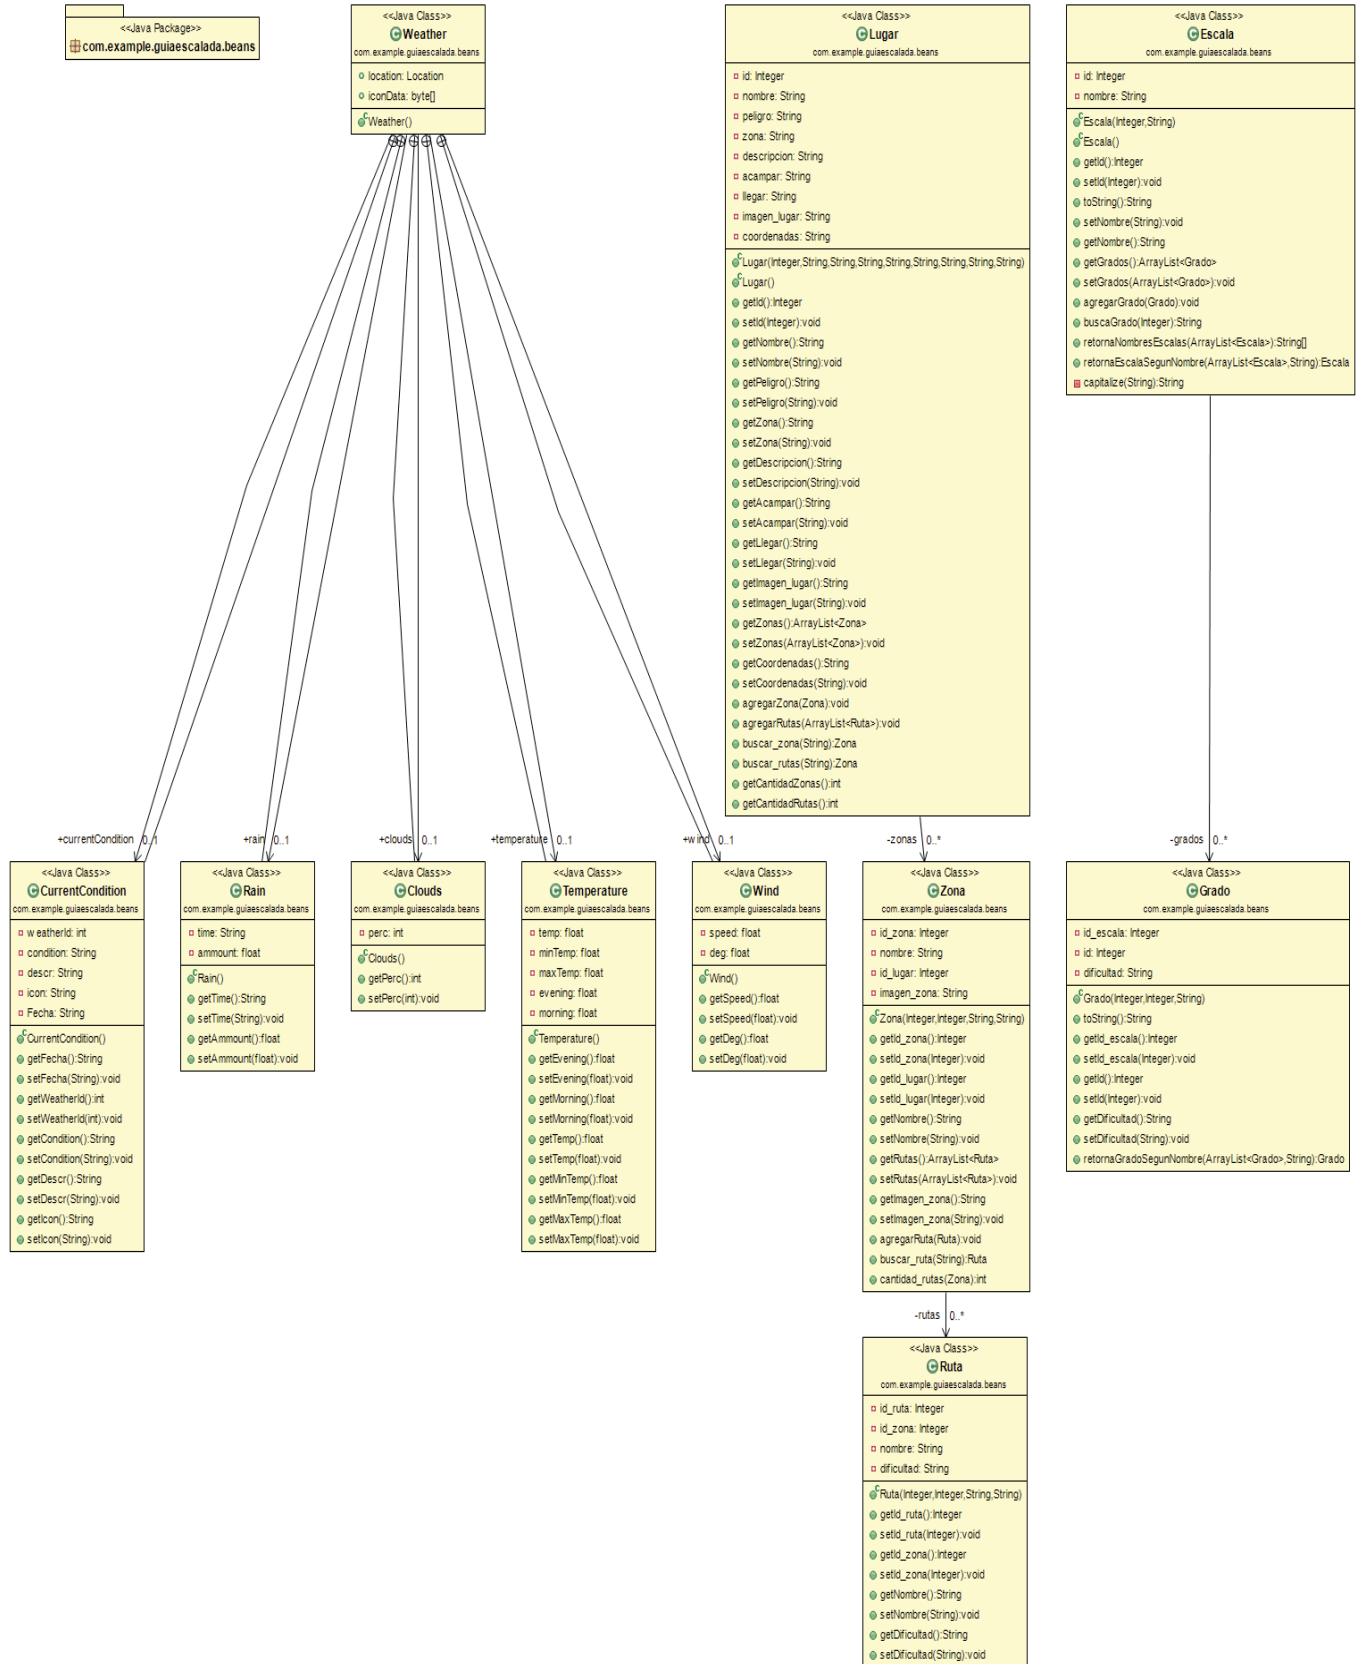 <<Java Package>>
com.example.guiaescalada.beans
<<Java Class>>
Weather
com.example.guiaescalada.beans
location: Location
iconData: byte[]
Weather()
<<Java Class>>
Lugar
com.example.guiaescalada.beans
id: Integer
nombre: String
peligro: String
zona: String
descripcion: String
acampar: String
llegar: String
imagen_lugar: String
coordenadas: String
Lugar(Integer,String,String,String,String,String,String,String,String)
Lugar()
getId():Integer
setId(Integer):void
getNombre():String
setNombre(String):void
getPeligro():String
setPeligro(String):void
getZona():String
setZona(String):void
getDescripcion():String
setDescripcion(String):void
getAcampar():String
setAcampar(String):void
getLlegar():String
setLlegar(String):void
getImagen_lugar():String
setImagen_lugar(String):void
getZonas():ArrayList<Zona>
setZonas(ArrayList<Zona>):void
getCoordenadas():String
setCoordenadas(String):void
agregarZona(Zona):void
agregarRutas(ArrayList<Ruta>):void
buscar_zona(String):Zona
buscar_rutas(String):Zona
getCantidadZonas():int
getCantidadRutas():int
<<Java Class>>
Escala
com.example.guiaescalada.beans
id: Integer
nombre: String
Escala(Integer,String)
Escala()
getId():Integer
setId(Integer):void
toString():String
setNombre(String):void
getNombre():String
getGrados():ArrayList<Grado>
setGrados(ArrayList<Grado>):void
agregarGrado(Grado):void
buscaGrado(Integer):String
retornaNombresEscalas(ArrayList<Escala>):String[]
retornaEscalaSegunNombre(ArrayList<Escala>,String):Escala
capitalize(String):String
+currentCondition 0..1
+rain 0..1
+clouds 0..1
+temperature 0..1
+wind 0..1
-zonas 0..*
-grados 0..*
<<Java Class>>
CurrentCondition
com.example.guiaescalada.beans
weatherId: int
condition: String
descr: String
icon: String
Fecha: String
CurrentCondition()
getFecha():String
setFecha(String):void
getWeatherId():int
setWeatherId(int):void
getCondition():String
setCondition(String):void
getDescr():String
setDescr(String):void
getIcon():String
setIcon(String):void
<<Java Class>>
Rain
com.example.guiaescalada.beans
time: String
ammount: float
Rain()
getTime():String
setTime(String):void
getAmmount():float
setAmmount(float):void
<<Java Class>>
Clouds
com.example.guiaescalada.beans
perc: int
Clouds()
getPerc():int
setPerc(int):void
<<Java Class>>
Temperature
com.example.guiaescalada.beans
temp: float
minTemp: float
maxTemp: float
evening: float
morning: float
Temperature()
getEvening():float
setEvening(float):void
getMorning():float
setMorning(float):void
getTemp():float
setTemp(float):void
getMinTemp():float
setMinTemp(float):void
getMaxTemp():float
setMaxTemp(float):void
<<Java Class>>
Wind
com.example.guiaescalada.beans
speed: float
deg: float
Wind()
getSpeed():float
setSpeed(float):void
getDeg():float
setDeg(float):void
<<Java Class>>
Zona
com.example.guiaescalada.beans
id_zona: Integer
nombre: String
id_lugar: Integer
imagen_zona: String
Zona(Integer,Integer,String,String)
getId_zona():Integer
setId_zona(Integer):void
getId_lugar():Integer
setId_lugar(Integer):void
getNombre():String
setNombre(String):void
getRutas():ArrayList<Ruta>
setRutas(ArrayList<Ruta>):void
getImagen_zona():String
setImagen_zona(String):void
agregarRuta(Ruta):void
buscar_ruta(String):Ruta
cantidad_rutas(Zona):int
<<Java Class>>
Grado
com.example.guiaescalada.beans
id_escala: Integer
id: Integer
dificultad: String
Grado(Integer,Integer,String)
toString():String
getId_escala():Integer
setId_escala(Integer):void
getId():Integer
setId(Integer):void
getDificultad():String
setDificultad(String):void
retornaGradoSegunNombre(ArrayList<Grado>,String):Grado
-rutas 0..*
<<Java Class>>
Ruta
com.example.guiaescalada.beans
id_ruta: Integer
id_zona: Integer
nombre: String
dificultad: String
Ruta(Integer,Integer,String,String)
getId_ruta():Integer
setId_ruta(Integer):void
getId_zona():Integer
setId_zona(Integer):void
getNombre():String
setNombre(String):void
getDificultad():String
setDificultad(String):void